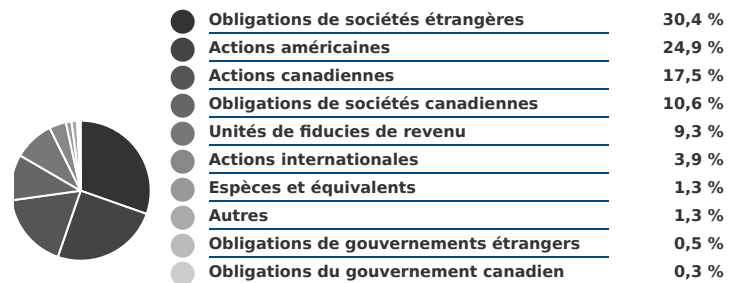 Obligations de sociétés étrangères 30,4 %
Actions américaines 24,9 %
Actions canadiennes 17,5 %
Obligations de sociétés canadiennes 10,6 %
Unités de fiducies de revenu 9,3 %
Actions internationales 3,9 %
Espèces et équivalents 1,3 %
Autres 1,3 %
Obligations de gouvernements étrangers 0,5 %
Obligations du gouvernement canadien 0,3 %